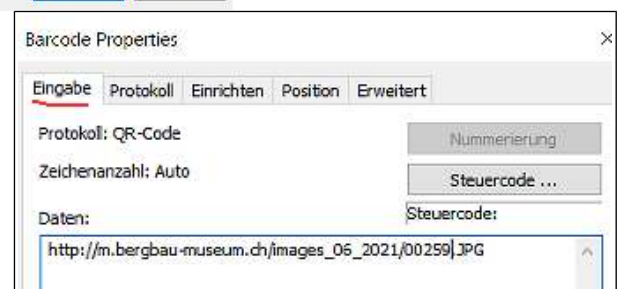 Barcode Properties
Eingabe Protokoll Einrichten Position Erweitert
Protokoll: QR-Code
Nummerierung
Zeichenanzahl: Auto
Steuercode ...
Daten:
Steuercode:
http://m.bergbau-museum.ch/images_06_2021/00259.JPG